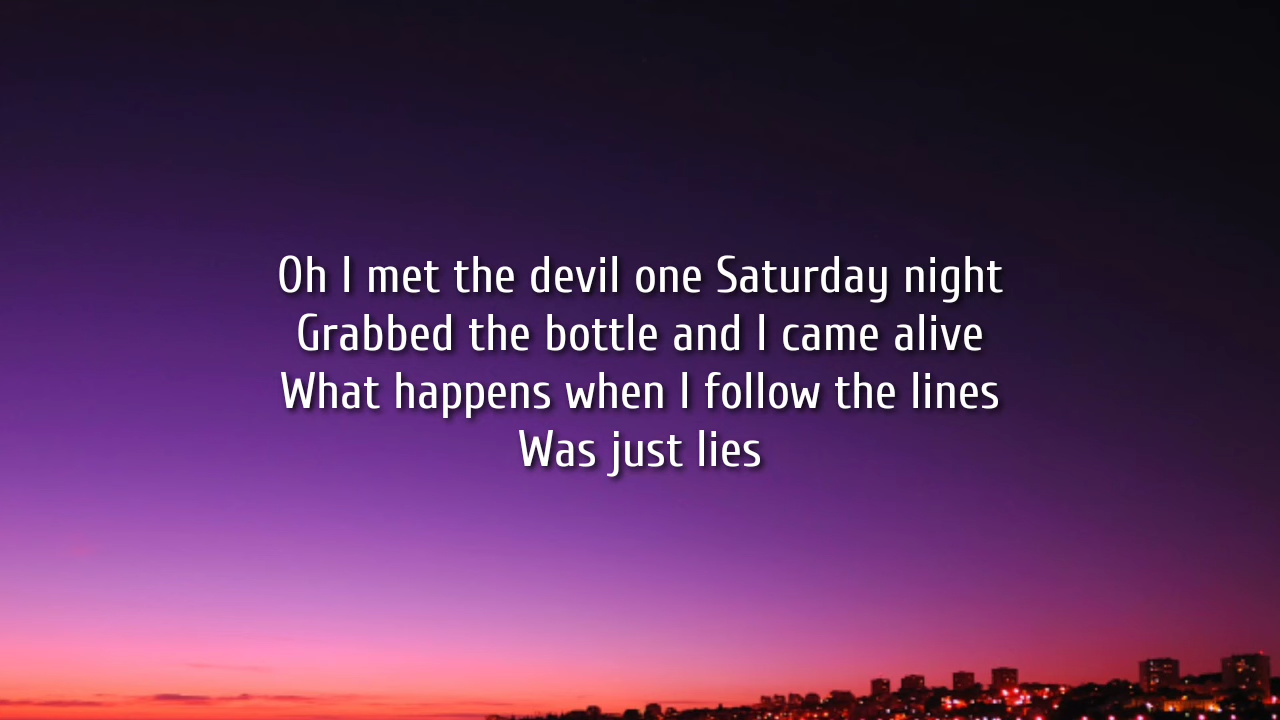 Oh I met the devil one Saturday night
Grabbed the bottle and I came alive
What happens when I follow the lines
Was just lies